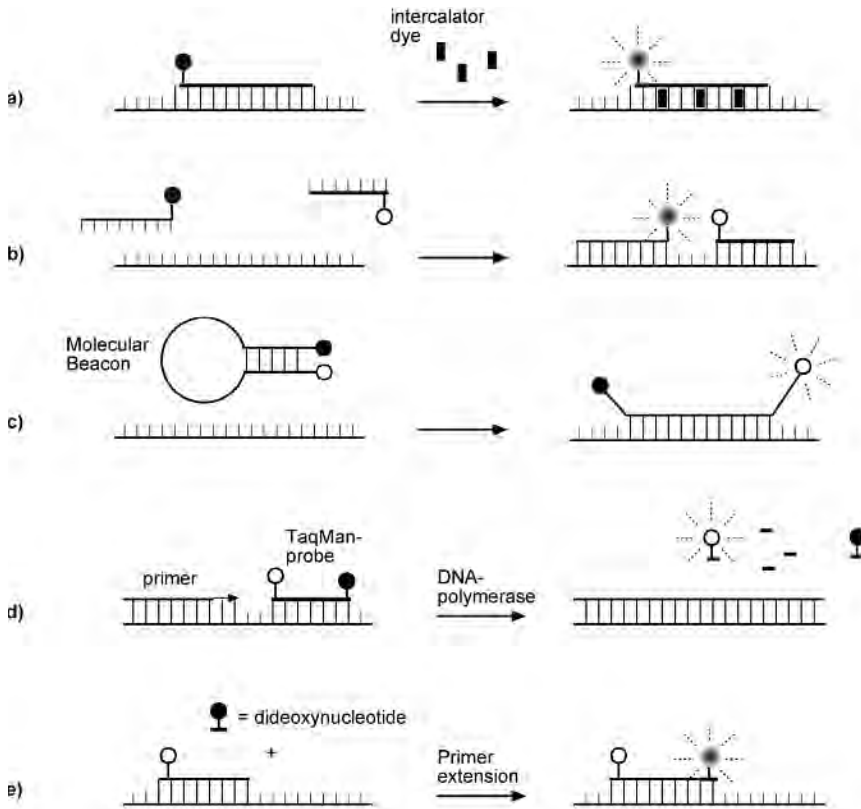 intercalator
dye
a)
b)
Molecular
Beacon
c)
TaqMan-
probe
primer
DNA-
polymerase
d)
= dideoxynucleotide
+
Primer
extension
e)